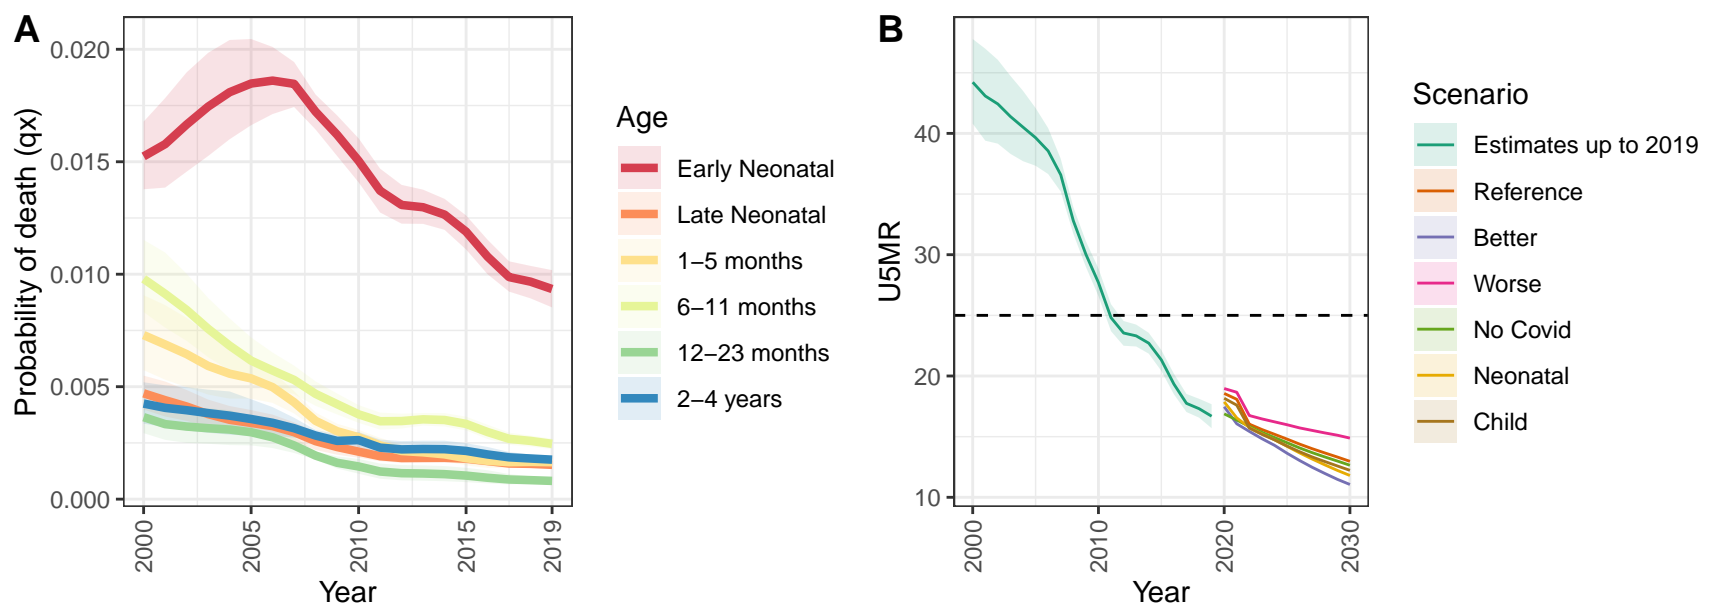 A
Probability of death (qx)
0.020
0.015
0.010
0.005
0.000
2000
2005
2010
2015
2019
Year
Age
Early Neonatal
Late Neonatal
1–5 months
6–11 months
12–23 months
2–4 years
B
U5MR
40
30
20
10
2000
2010
2020
2030
Year
Scenario
Estimates up to 2019
Reference
Better
Worse
No Covid
Neonatal
Child